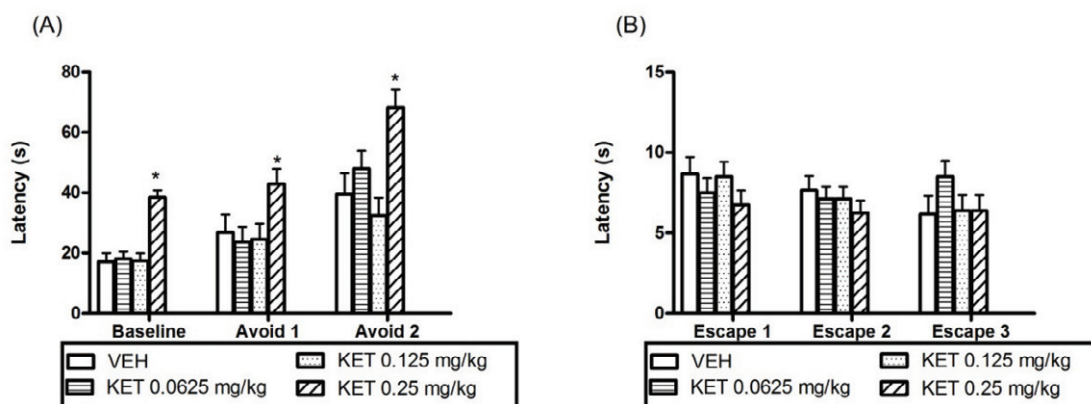 (A)
Latency (s)
80
60
40
20
0
*
*
*
Baseline
Avoid 1
Avoid 2
VEH
KET 0.125 mg/kg
KET 0.0625 mg/kg
KET 0.25 mg/kg
(B)
Latency (s)
15
10
5
0
Escape 1
Escape 2
Escape 3
VEH
KET 0.125 mg/kg
KET 0.0625 mg/kg
KET 0.25 mg/kg